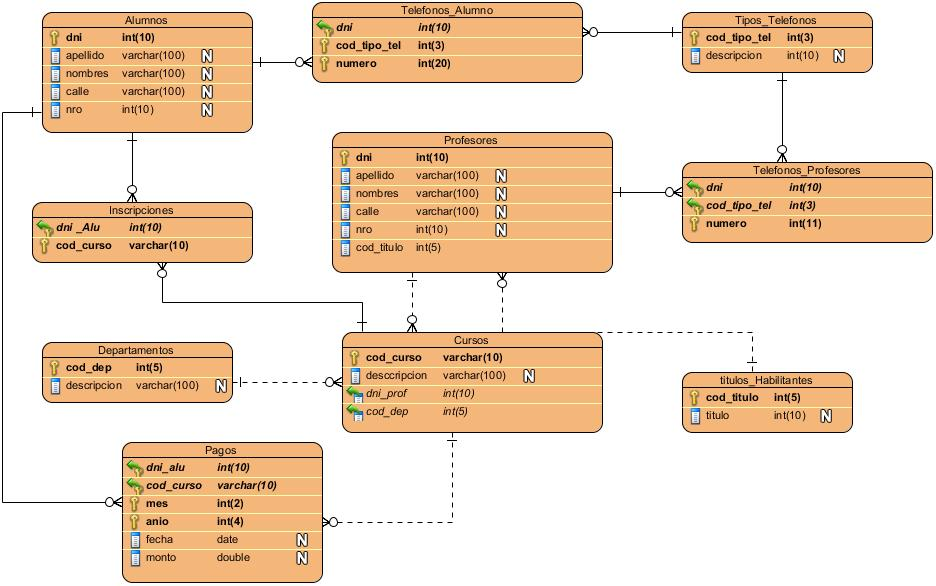 Alumnos
dni int(10)
apellido varchar(100) N
nombres varchar(100) N
calle varchar(100) N
nro int(10) N
Telefonos_Alumno
dni int(10)
cod_tipo_tel int(3)
numero int(20)
Tipos_Telefonos
cod_tipo_tel int(3)
descripcion int(10) N
Profesores
dni int(10)
apellido varchar(100) N
nombres varchar(100) N
calle varchar(100) N
nro int(10) N
cod_titulo int(5)
Telefonos_Profesores
dni int(10)
cod_tipo_tel int(3)
numero int(11)
Inscripciones
dni _Alu int(10)
cod_curso varchar(10)
Departamentos
cod_dep int(5)
descripcion varchar(100) N
Cursos
cod_curso varchar(10)
desccripcion varchar(100) N
dni_prof int(10)
cod_dep int(5)
titulos_Habilitantes
cod_titulo int(5)
titulo int(10) N
Pagos
dni_alu int(10)
cod_curso varchar(10)
mes int(2)
anio int(4)
fecha date N
monto double N